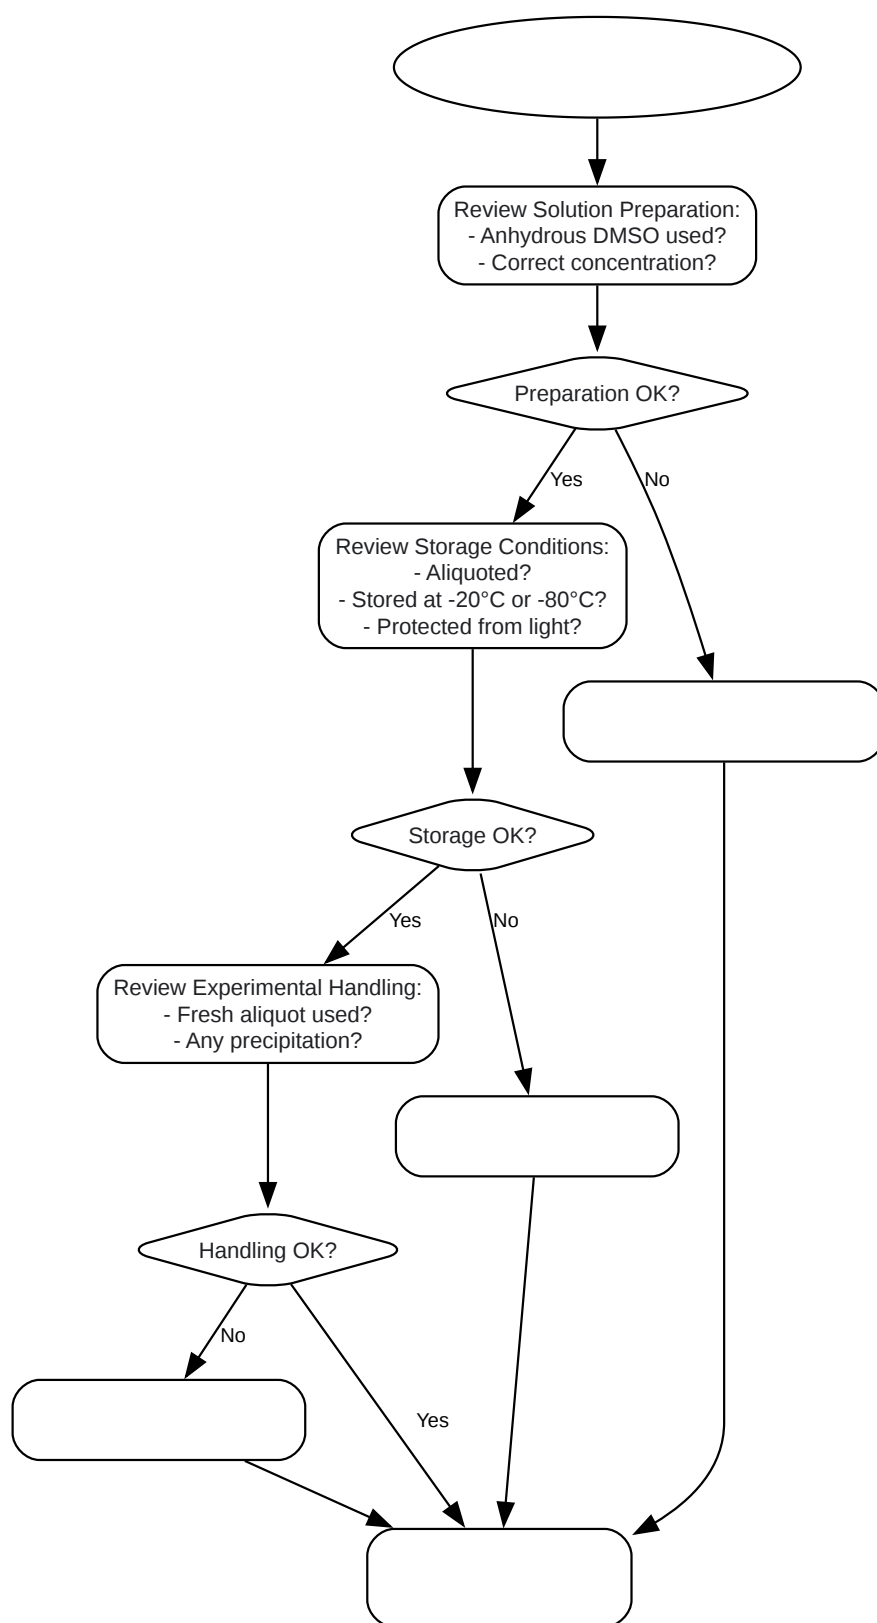 Review Solution Preparation:
- Anhydrous DMSO used?
- Correct concentration?
Preparation OK?
Yes
No
Review Storage Conditions:
- Aliquoted?
- Stored at -20°C or -80°C?
- Protected from light?
Storage OK?
Yes
No
Review Experimental Handling:
- Fresh aliquot used?
- Any precipitation?
Handling OK?
No
Yes